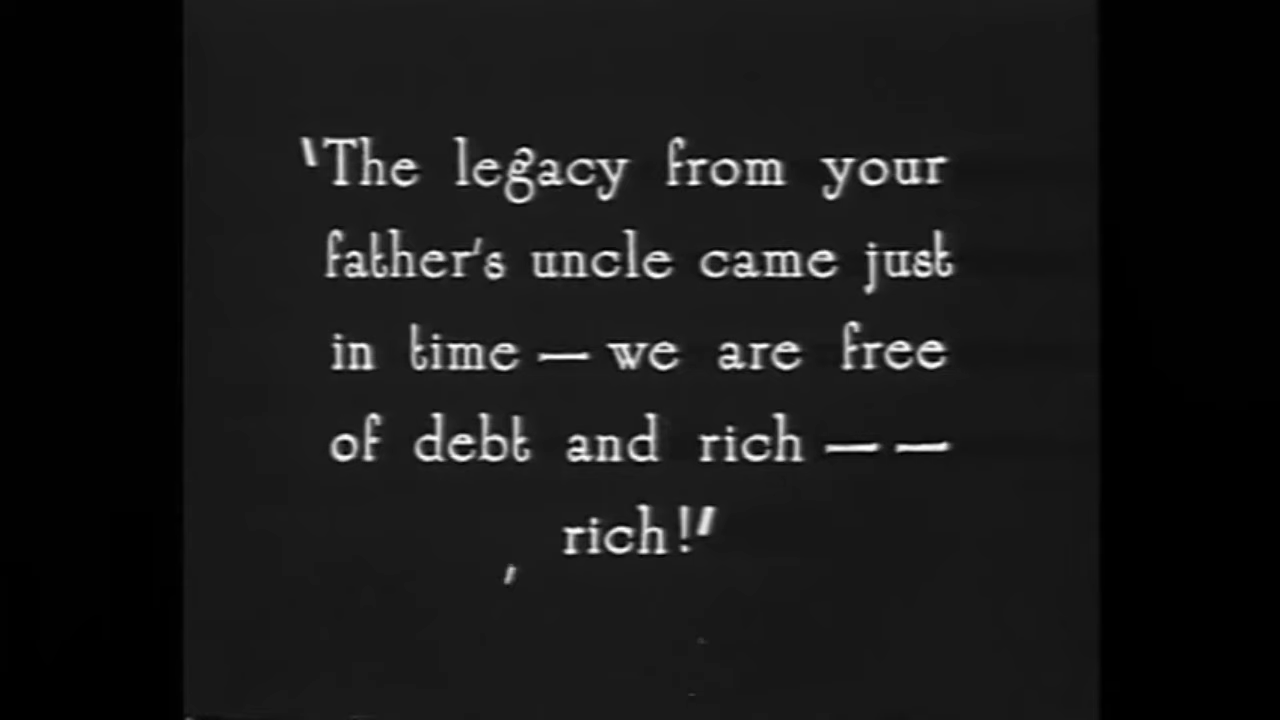 "The legacy from your
father's uncle came just
in time — we are free
of debt and rich — —
rich!"